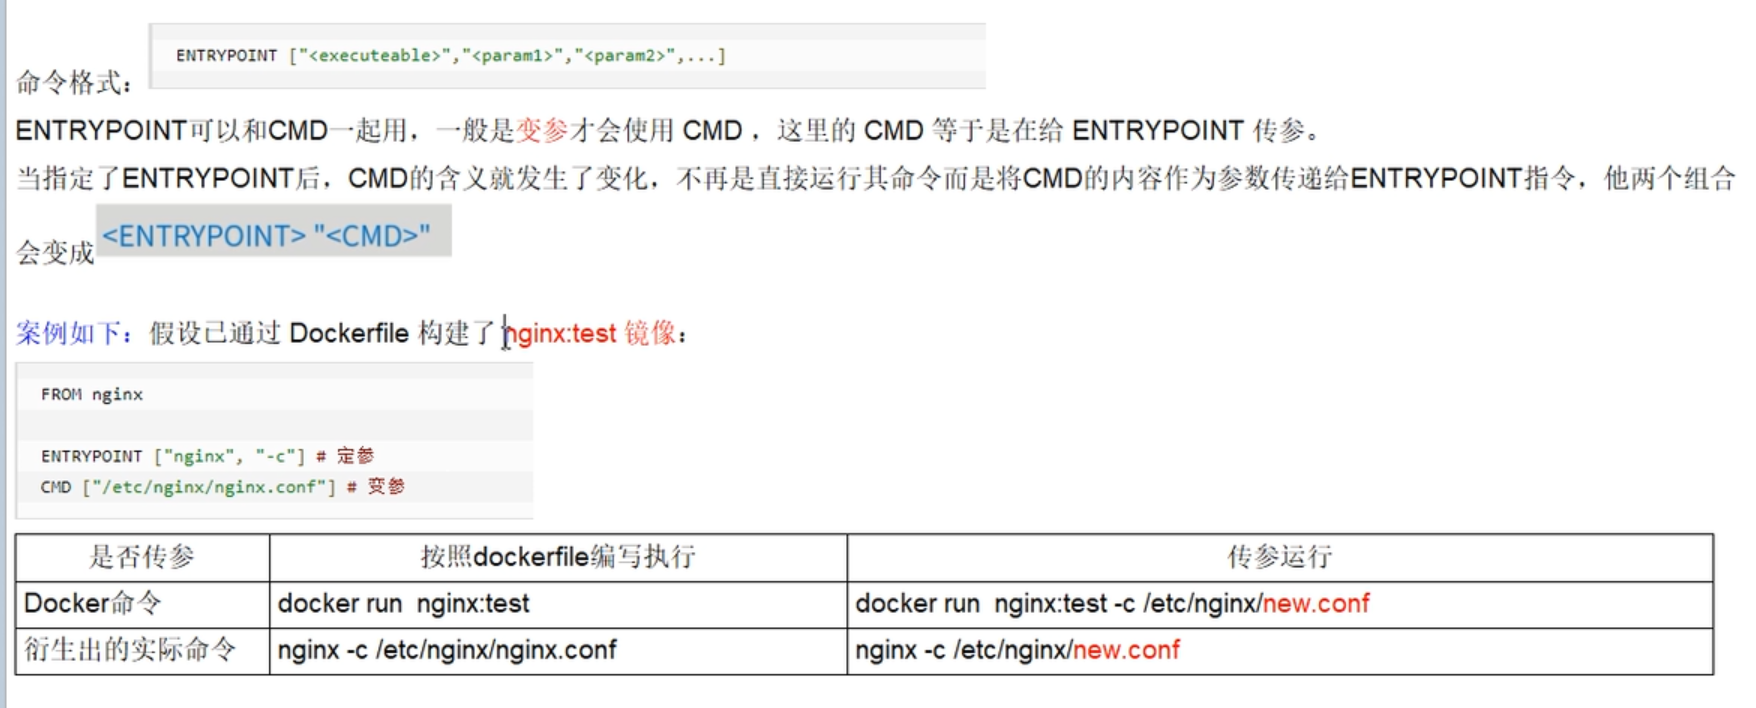 ENTRYPOINT ["<executeable>","<param1>","<param2>",...]
命令格式：
ENTRYPOINT可以和CMD一起用，一般是变参才会使用 CMD ，这里的 CMD 等于是在给 ENTRYPOINT 传参。
当指定了ENTRYPOINT后，CMD的含义就发生了变化，不再是直接运行其命令而是将CMD的内容作为参数传递给ENTRYPOINT指令，他两个组合
会变成 <ENTRYPOINT> "<CMD>"
案例如下：假设已通过 Dockerfile 构建了 nginx:test 镜像：
FROM nginx
ENTRYPOINT ["nginx", "-c"] # 定参
CMD ["/etc/nginx/nginx.conf"] # 变参
是否传参 按照dockerfile编写执行 传参运行
Docker命令 docker run  nginx:test docker run  nginx:test -c /etc/nginx/new.conf
衍生出的实际命令 nginx -c /etc/nginx/nginx.conf nginx -c /etc/nginx/new.conf